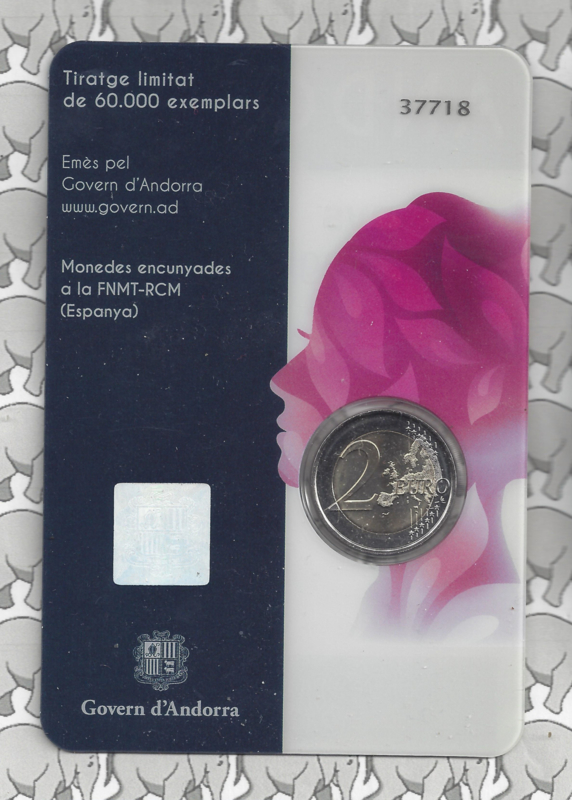 Tiratge limitat
de 60.000 exemplars
37718
Emès pel
Govern d'Andorra
www.govern.ad
Monedes encunyades
a la FNMT-RCM
(Espanya)
2 EURO
Govern d'Andorra